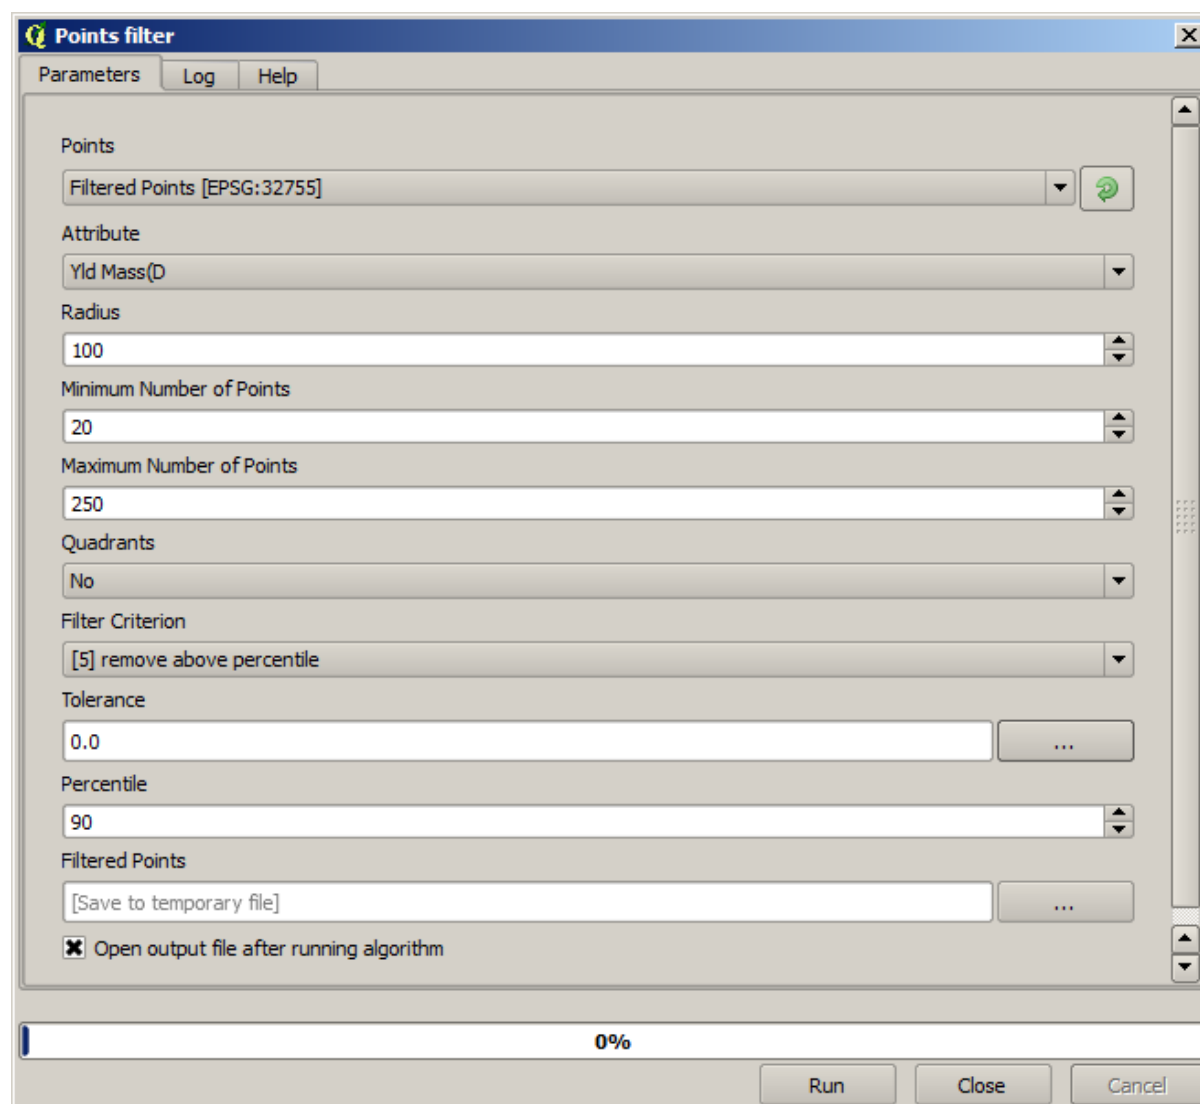 Points filter
Parameters Log Help
Points
Filtered Points [EPSG:32755]
Attribute
Yld Mass(D
Radius
100
Minimum Number of Points
20
Maximum Number of Points
250
Quadrants
No
Filter Criterion
[5] remove above percentile
Tolerance
0.0 ...
Percentile
90
Filtered Points
[Save to temporary file] ...
Open output file after running algorithm
0%
Run Close Cancel